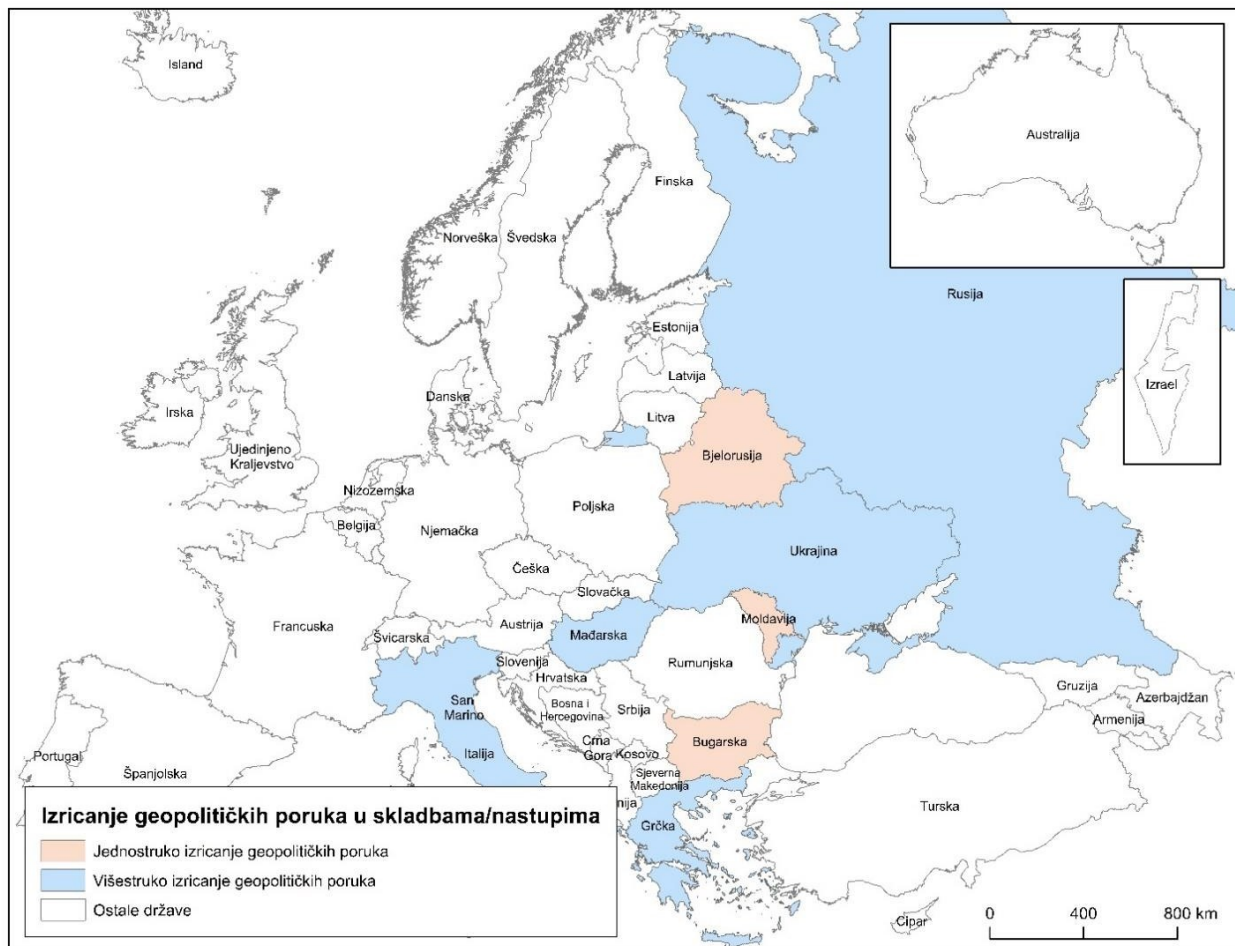 Island
Australija
Finska
Norveška
Švedska
Rusija
Estonija
Izrael
Latvija
Danska
Irska
Litva
Bjelorusija
Ujedinjeno
Kraljevstvo
Nizozemska
Poljska
Belgija
Njemačka
Ukrajina
Češka
Slovačka
Moldavija
Francuska
Austrija
Švicarska
Mađarska
Slovenija
Rumunjska
Hrvatska
Gruzija
San
Marino
Bosna i
Hercegovina
Srbija
Azerbajdžan
Armenija
Crna
Gora
Kosovo
Bugarska
Portugal
Italija
Španjolska
Sjeverna
Makedonija
nija
Turska
Grčka
Cipar
Izricanje geopolitičkih poruka u skladbama/nastupima
Jednostruko izricanje geopolitičkih poruka
Višestruko izricanje geopolitičkih poruka
Ostale države
0 400 800 km